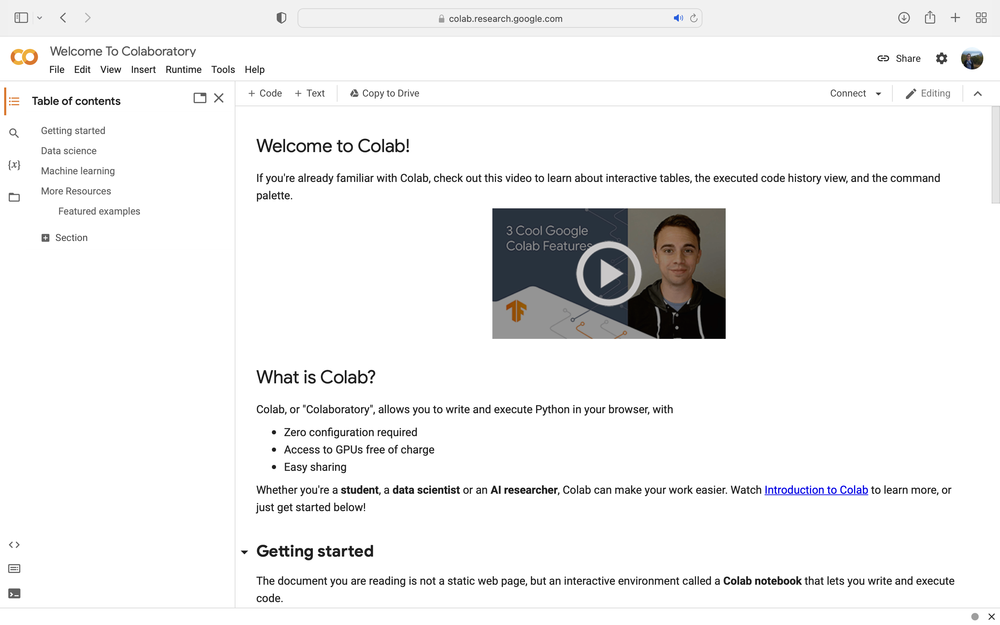 colab.research.google.com
Welcome To Colaboratory
File Edit View Insert Runtime Tools Help
Share
Table of contents
Getting started
Data science
Machine learning
More Resources
Featured examples
Section
+ Code + Text Copy to Drive
Connect Editing
Welcome to Colab!
If you're already familiar with Colab, check out this video to learn about interactive tables, the executed code history view, and the command
palette.
3 Cool Google
Colab Features
What is Colab?
Colab, or "Colaboratory", allows you to write and execute Python in your browser, with
• Zero configuration required
• Access to GPUs free of charge
• Easy sharing
Whether you're a student, a data scientist or an AI researcher, Colab can make your work easier. Watch Introduction to Colab to learn more, or
just get started below!
Getting started
The document you are reading is not a static web page, but an interactive environment called a Colab notebook that lets you write and execute
code.